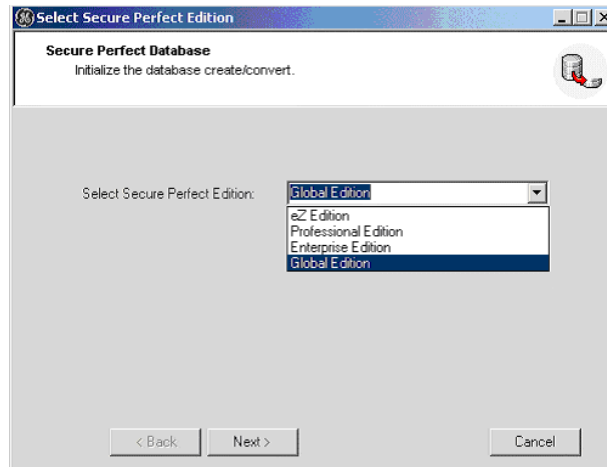 Select Secure Perfect Edition
Secure Perfect Database
Initialize the database create/convert.
Select Secure Perfect Edition:
Global Edition
eZ Edition
Professional Edition
Enterprise Edition
Global Edition
< Back
Next >
Cancel